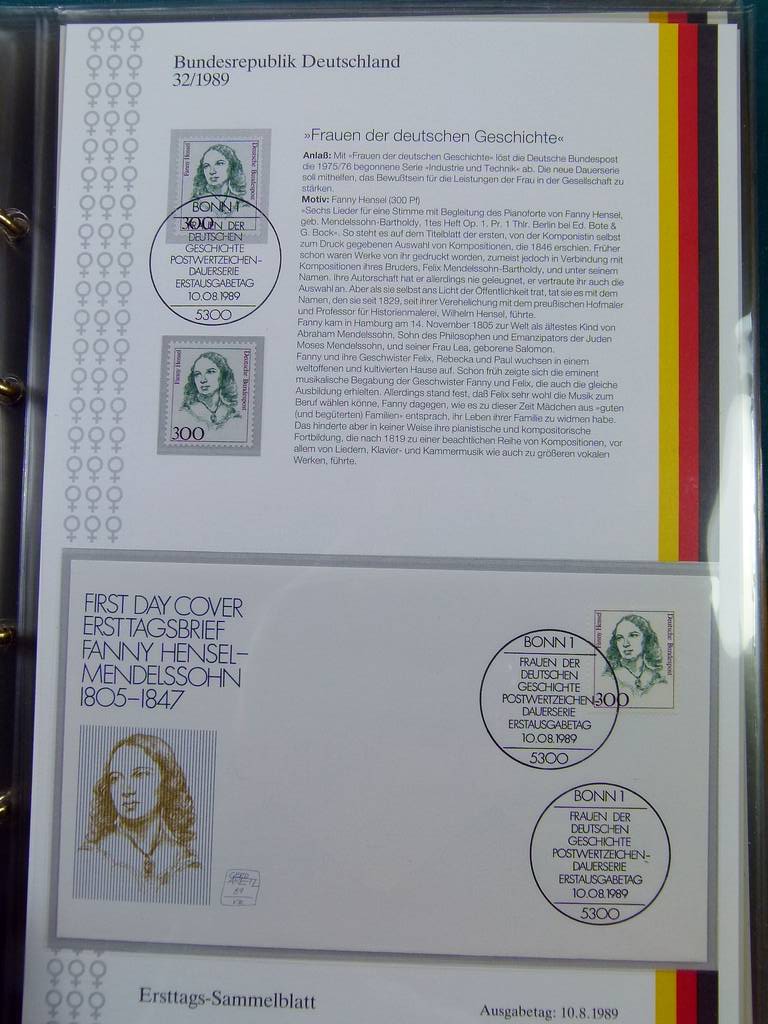 Bundesrepublik Deutschland
32/1989
Fanny Hensel
Deutsche Bundespost
300
BONN 1
FRAUEN DER
DEUTSCHEN
GESCHICHTE
POSTWERTZEICHEN-
DAUERSERIE
ERSTAUSGABETAG
10.08.1989
5300
Fanny Hensel
Deutsche Bundespost
300
»Frauen der deutschen Geschichte«
Anlaß: Mit »Frauen der deutschen Geschichte« löst die Deutsche Bundespost
die 1975/76 begonnene Serie »Industrie und Technik« ab. Die neue Dauerserie
soll mithelfen, das Bewußtsein für die Leistungen der Frau in der Gesellschaft zu
stärken.
Motiv: Fanny Hensel (300 Pf)
»Sechs Lieder für eine Stimme mit Begleitung des Pianoforte von Fanny Hensel,
geb. Mendelssohn-Bartholdy, 1tes Heft Op. 1. Pr. 1 Thlr. Berlin bei Ed. Bote &
G. Bock«. So steht es auf dem Titelblatt der ersten, von der Komponistin selbst
zum Druck gegebenen Auswahl von Kompositionen, die 1846 erschien. Früher
schon waren Werke von ihr gedruckt worden, zumeist jedoch in Verbindung mit
Kompositionen ihres Bruders, Felix Mendelssohn-Bartholdy, und unter seinem
Namen. Ihre Autorschaft hat er allerdings nie geleugnet, er vertraute ihr auch die
Auswahl an. Aber als sie selbst ans Licht der Öffentlichkeit trat, tat sie es mit dem
Namen, den sie seit 1829, seit ihrer Verehelichung mit dem preußischen Hofmaler
und Professor für Historienmalerei, Wilhelm Hensel, führte.
Fanny kam in Hamburg am 14. November 1805 zur Welt als ältestes Kind von
Abraham Mendelssohn, Sohn des Philosophen und Emanzipators der Juden
Moses Mendelssohn, und seiner Frau Lea, geborene Salomon.
Fanny und ihre Geschwister Felix, Rebecka und Paul wuchsen in einem
weltoffenen und kultivierten Hause auf. Schon früh zeigte sich die eminent
musikalische Begabung der Geschwister Fanny und Felix, die auch die gleiche
Ausbildung erhielten. Allerdings stand fest, daß Felix sehr wohl die Musik zum
Beruf wählen könne, Fanny dagegen, wie es zu dieser Zeit Mädchen aus »guten
(und begüterten) Familien« entsprach, ihr Leben ihrer Familie zu widmen habe.
Das hinderte aber in keiner Weise ihre pianistische und kompositorische
Fortbildung, die nach 1819 zu einer beachtlichen Reihe von Kompositionen, vor
allem von Liedern, Klavier- und Kammermusik wie auch zu größeren vokalen
Werken, führte.
FIRST DAY COVER
ERSTTAGSBRIEF
FANNY HENSEL-
MENDELSSOHN
1805-1847
Fanny Hensel
Deutsche Bundespost
300
BONN 1
FRAUEN DER
DEUTSCHEN
GESCHICHTE
POSTWERTZEICHEN-
DAUERSERIE
ERSTAUSGABETAG
10.08.1989
5300
BONN 1
FRAUEN DER
DEUTSCHEN
GESCHICHTE
POSTWERTZEICHEN-
DAUERSERIE
ERSTAUSGABETAG
10.08.1989
5300
89
Ersttags-Sammelblatt
Ausgabetag: 10.8.1989